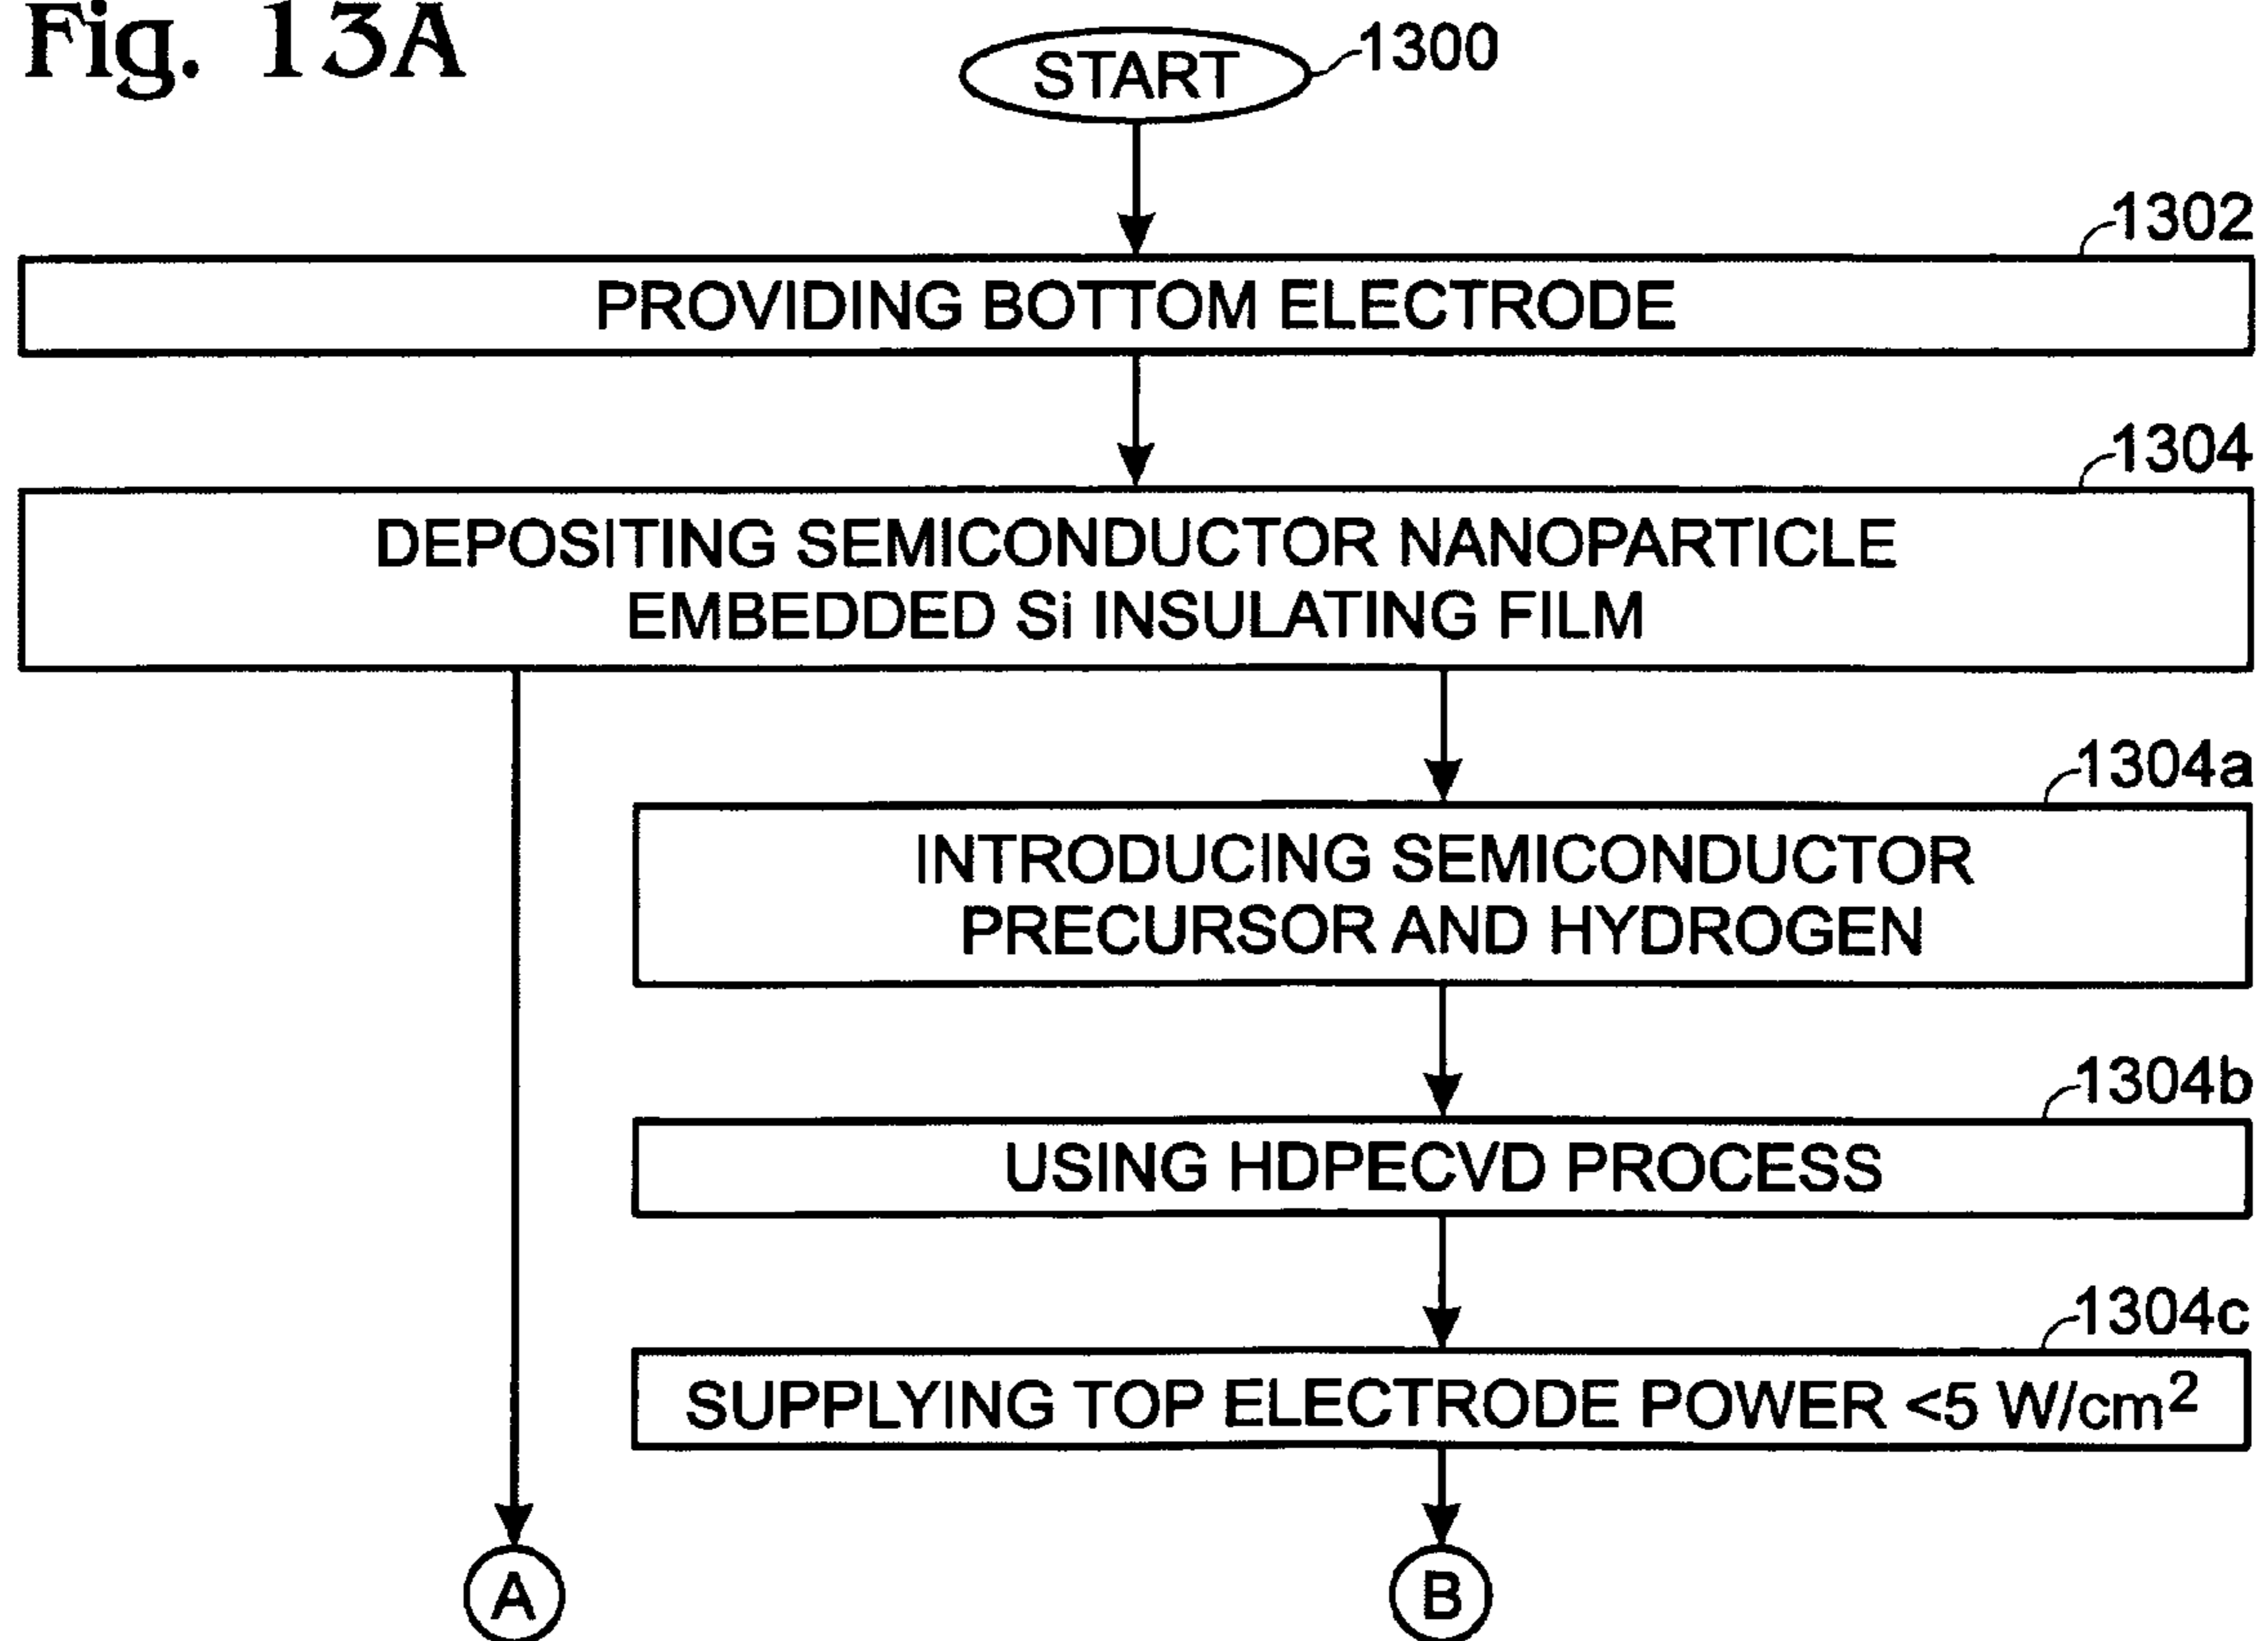 Fig. 13A
START
1300
1302
PROVIDING BOTTOM ELECTRODE
1304
DEPOSITING SEMICONDUCTOR NANOPARTICLE
EMBEDDED Si INSULATING FILM
1304a
INTRODUCING SEMICONDUCTOR
PRECURSOR AND HYDROGEN
1304b
USING HDPECVD PROCESS
1304c
SUPPLYING TOP ELECTRODE POWER <5 W/cm²
A
B